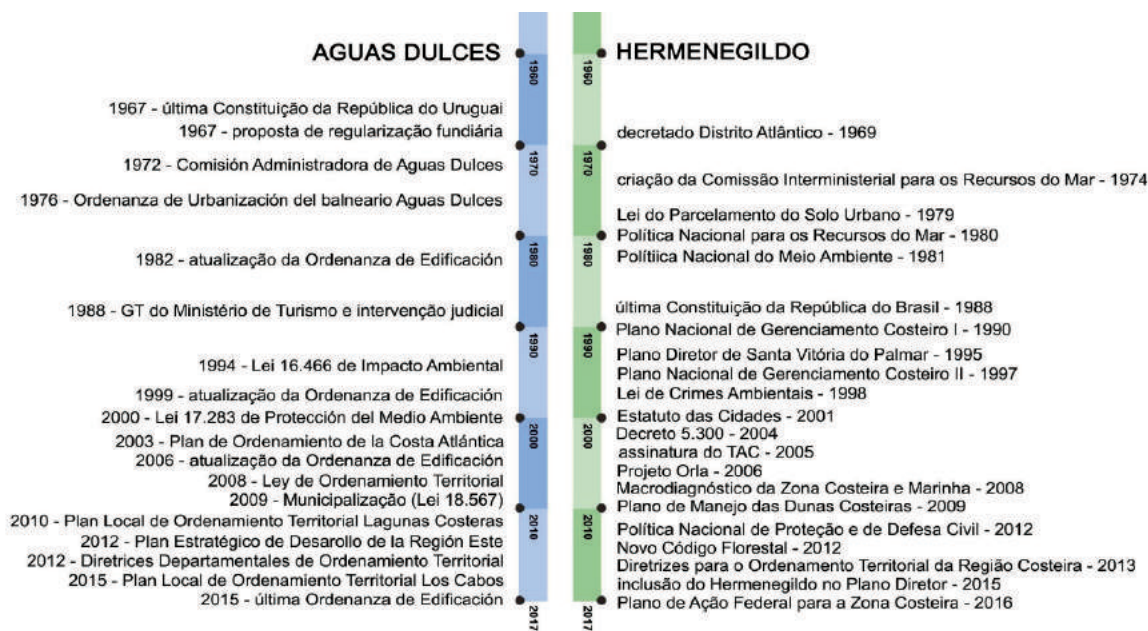 AGUAS DULCES
1967 - última Constituição da República do Uruguai
1967 - proposta de regularização fundiária
1972 - Comisión Administradora de Aguas Dulces
1976 - Ordenanza de Urbanización del balneario Aguas Dulces
1982 - atualização da Ordenanza de Edificación
1988 - GT do Ministério de Turismo e intervenção judicial
1994 - Lei 16.466 de Impacto Ambiental
1999 - atualização da Ordenanza de Edificación
2000 - Lei 17.283 de Protección del Medio Ambiente
2003 - Plan de Ordenamiento de la Costa Atlántica
2006 - atualização da Ordenanza de Edificación
2008 - Ley de Ordenamiento Territorial
2009 - Municipalização (Lei 18.567)
2010 - Plan Local de Ordenamiento Territorial Lagunas Costeras
2012 - Plan Estratégico de Desarollo de la Región Este
2012 - Diretrices Departamentales de Ordenamiento Territorial
2015 - Plan Local de Ordenamiento Territorial Los Cabos
2015 - última Ordenanza de Edificación
1960
1970
1980
1990
2000
2010
2017
HERMENEGILDO
1960
1970
1980
1990
2000
2010
2017
decretado Distrito Atlântico - 1969
criação da Comissão Interministerial para os Recursos do Mar - 1974
Lei do Parcelamento do Solo Urbano - 1979
Política Nacional para os Recursos do Mar - 1980
Polítiica Nacional do Meio Ambiente - 1981
última Constituição da República do Brasil - 1988
Plano Nacional de Gerenciamento Costeiro I - 1990
Plano Diretor de Santa Vitória do Palmar - 1995
Plano Nacional de Gerenciamento Costeiro II - 1997
Lei de Crimes Ambientais - 1998
Estatuto das Cidades - 2001
Decreto 5.300 - 2004
assinatura do TAC - 2005
Projeto Orla - 2006
Macrodiagnóstico da Zona Costeira e Marinha - 2008
Plano de Manejo das Dunas Costeiras - 2009
Política Nacional de Proteção e de Defesa Civil - 2012
Novo Código Florestal - 2012
Diretrizes para o Ordenamento Territorial da Região Costeira - 2013
inclusão do Hermenegildo no Plano Diretor - 2015
Plano de Ação Federal para a Zona Costeira - 2016